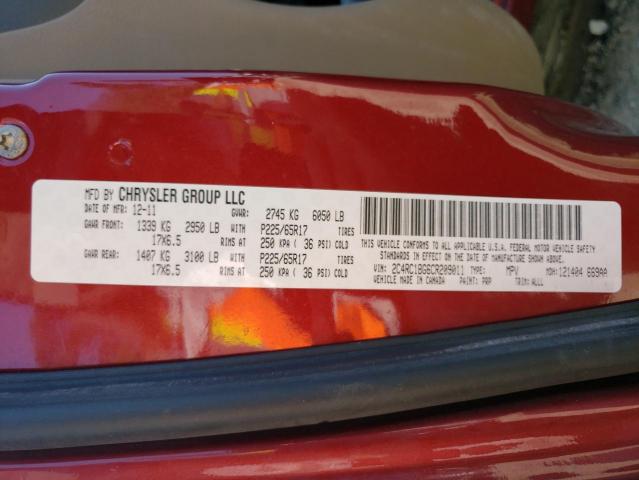 MFD BY CHRYSLER GROUP LLC
DATE OF MFR: 12-11 GVWR: 2745 KG 6050 LB
GAWR FRONT: 1339 KG 2950 LB WITH P225/65R17 TIRES
17X6.5 RIMS AT 250 KPA ( 36 PSI) COLD
GAWR REAR: 1407 KG 3100 LB WITH P225/65R17 TIRES
17X6.5 RIMS AT 250 KPA ( 36 PSI) COLD
THIS VEHICLE CONFORMS TO ALL APPLICABLE U.S.A. FEDERAL MOTOR VEHICLE SAFETY
STANDARDS IN EFFECT ON THE DATE OF MANUFACTURE SHOWN ABOVE.
VIN: 2C4RC1BG6CR209011 TYPE: MPV MDH:121404 669AA
VEHICLE MADE IN CANADA PAINT: PRP TRIM: ALLL